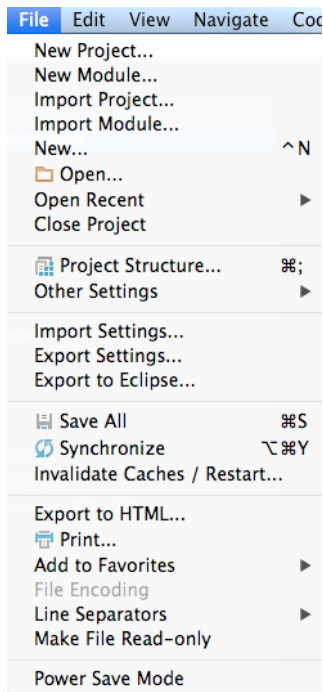 File Edit View Navigate Coc
New Project...
New Module...
Import Project...
Import Module...
New... ^N
Open...
Open Recent ▶
Close Project
Project Structure... ⌘;
Other Settings ▶
Import Settings...
Export Settings...
Export to Eclipse...
Save All ⌘S
Synchronize ⌥⌘Y
Invalidate Caches / Restart...
Export to HTML...
Print...
Add to Favorites ▶
File Encoding
Line Separators ▶
Make File Read-only
Power Save Mode